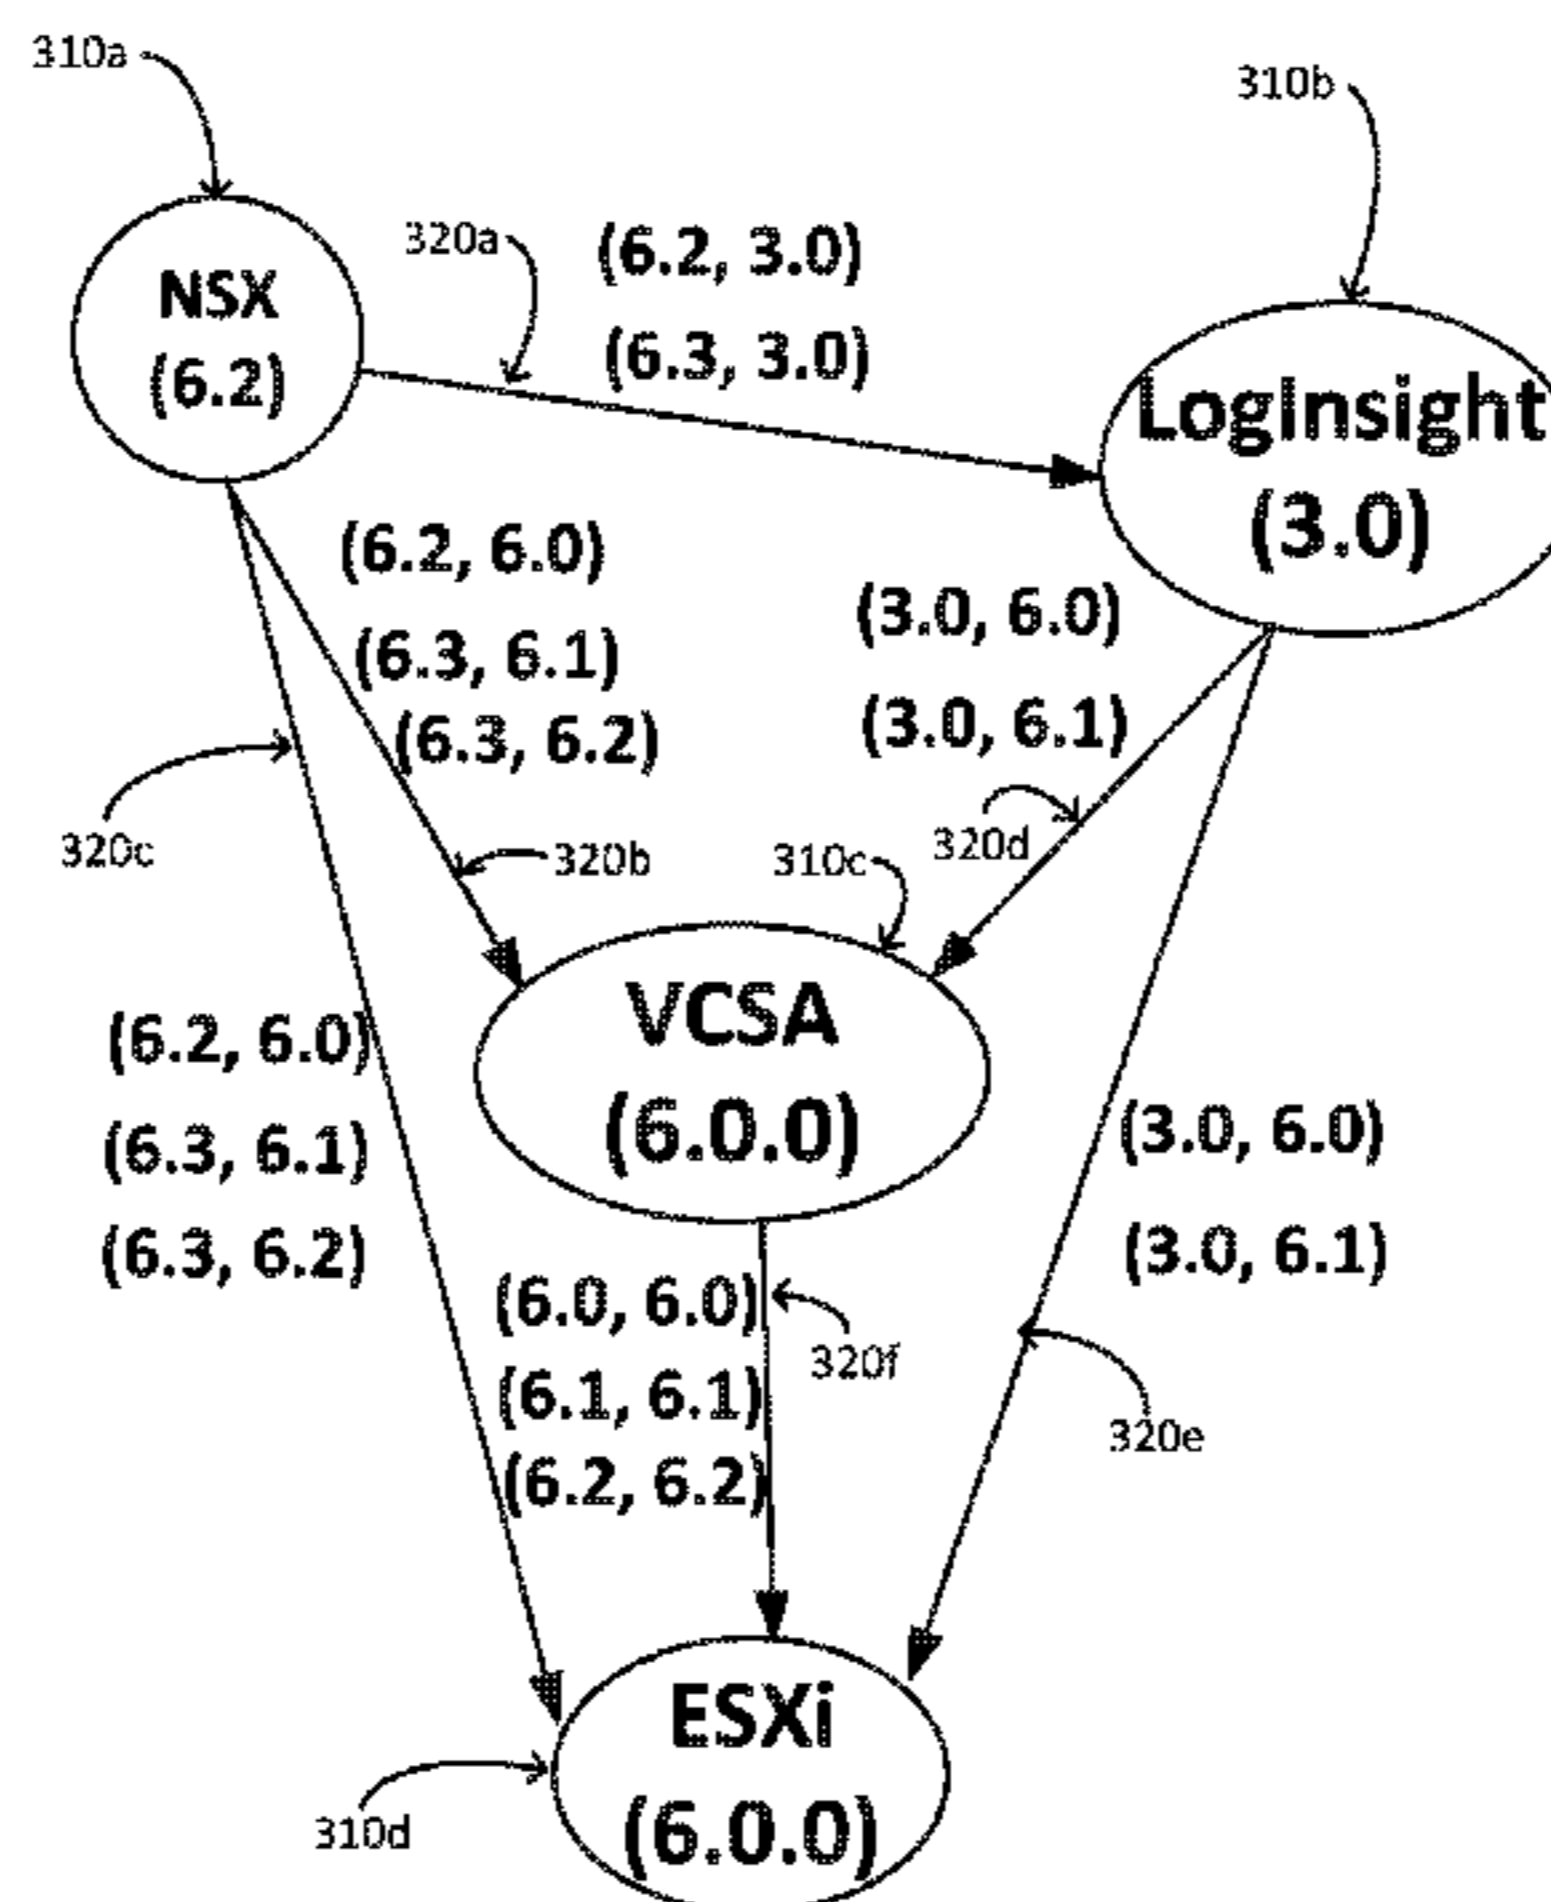 310a
310b
320a
(6.2, 3.0)
(6.3, 3.0)
NSX
(6.2)
LogInsight
(3.0)
(6.2, 6.0)
(6.3, 6.1)
(6.3, 6.2)
(3.0, 6.0)
(3.0, 6.1)
320c
320b
310c
320d
VCSA
(6.0.0)
(6.2, 6.0)
(6.3, 6.1)
(6.3, 6.2)
(3.0, 6.0)
(3.0, 6.1)
(6.0, 6.0)
(6.1, 6.1)
(6.2, 6.2)
320f
320e
ESXi
(6.0.0)
310d